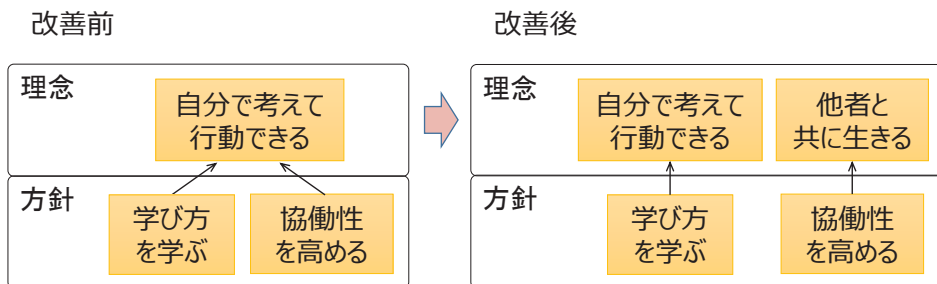 改善前
理念
自分で考えて
行動できる
方針
学び方
を学ぶ
協働性
を高める
改善後
理念
自分で考えて
行動できる
他者と
共に生きる
方針
学び方
を学ぶ
協働性
を高める